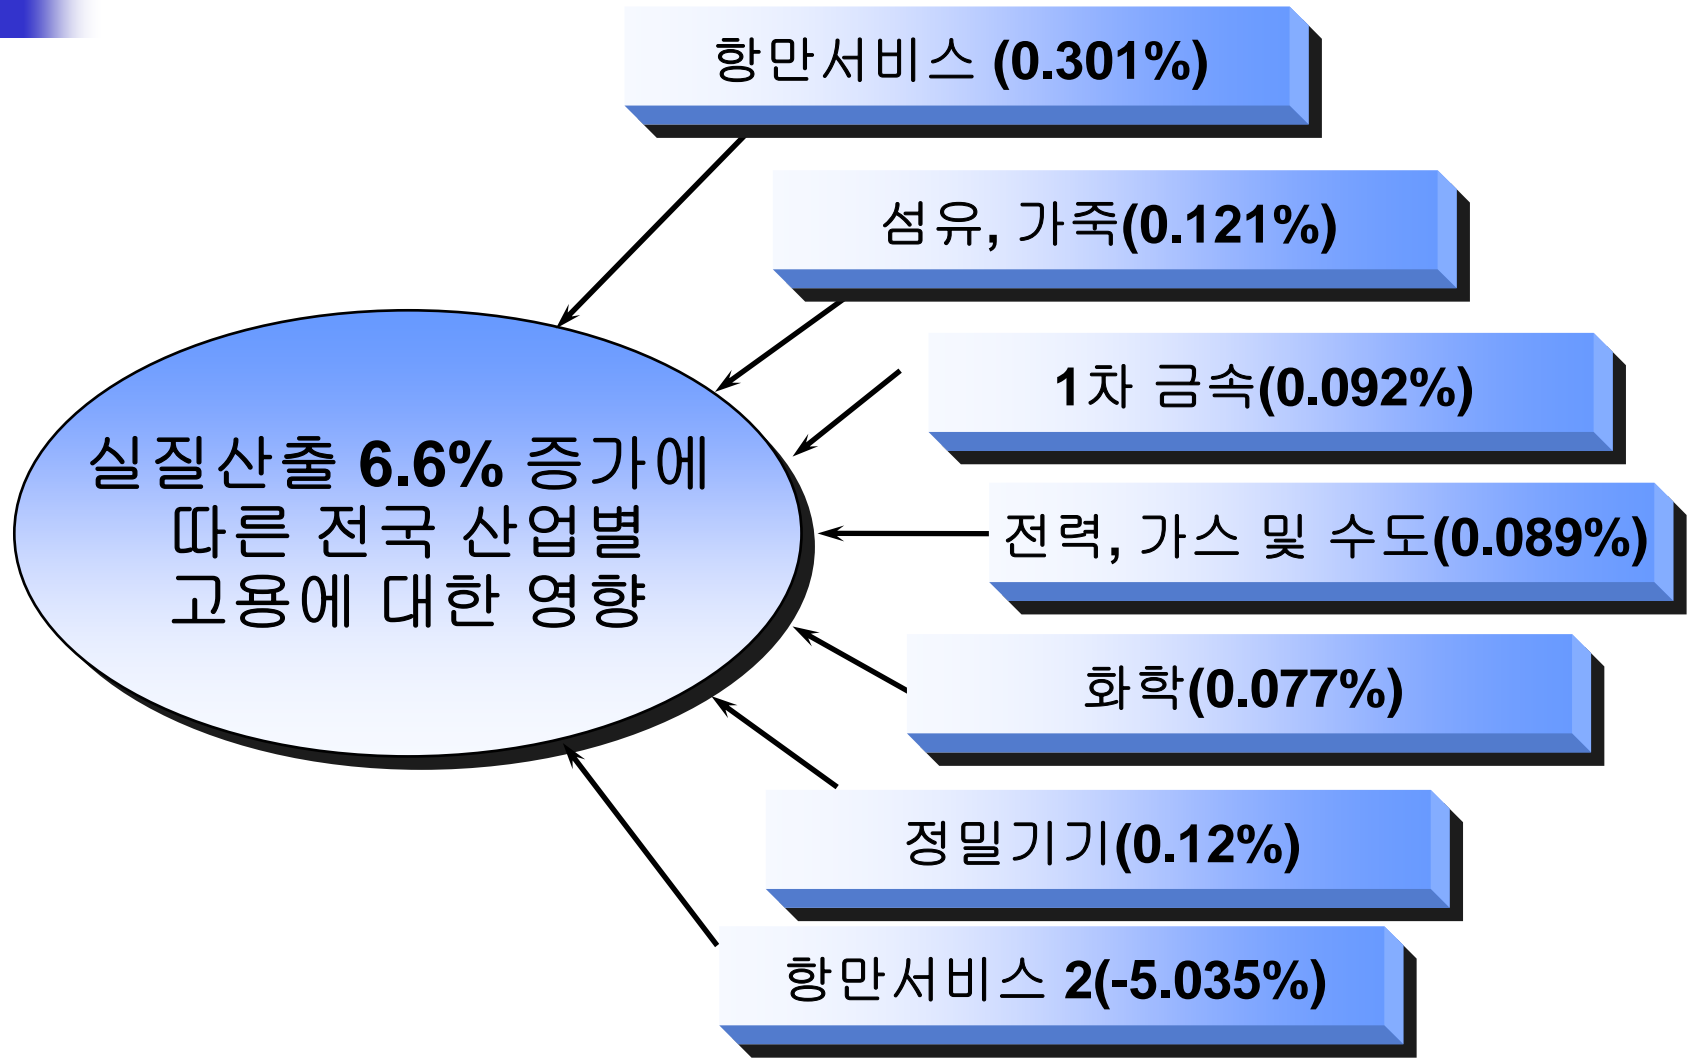 항만서비스 (0.301%)
섬유, 가죽(0.121%)
1차 금속(0.092%)
실질산출 6.6% 증가에
따른 전국 산업별
고용에 대한 영향
전력, 가스 및 수도(0.089%)
화학(0.077%)
정밀기기(0.12%)
항만서비스 2(-5.035%)